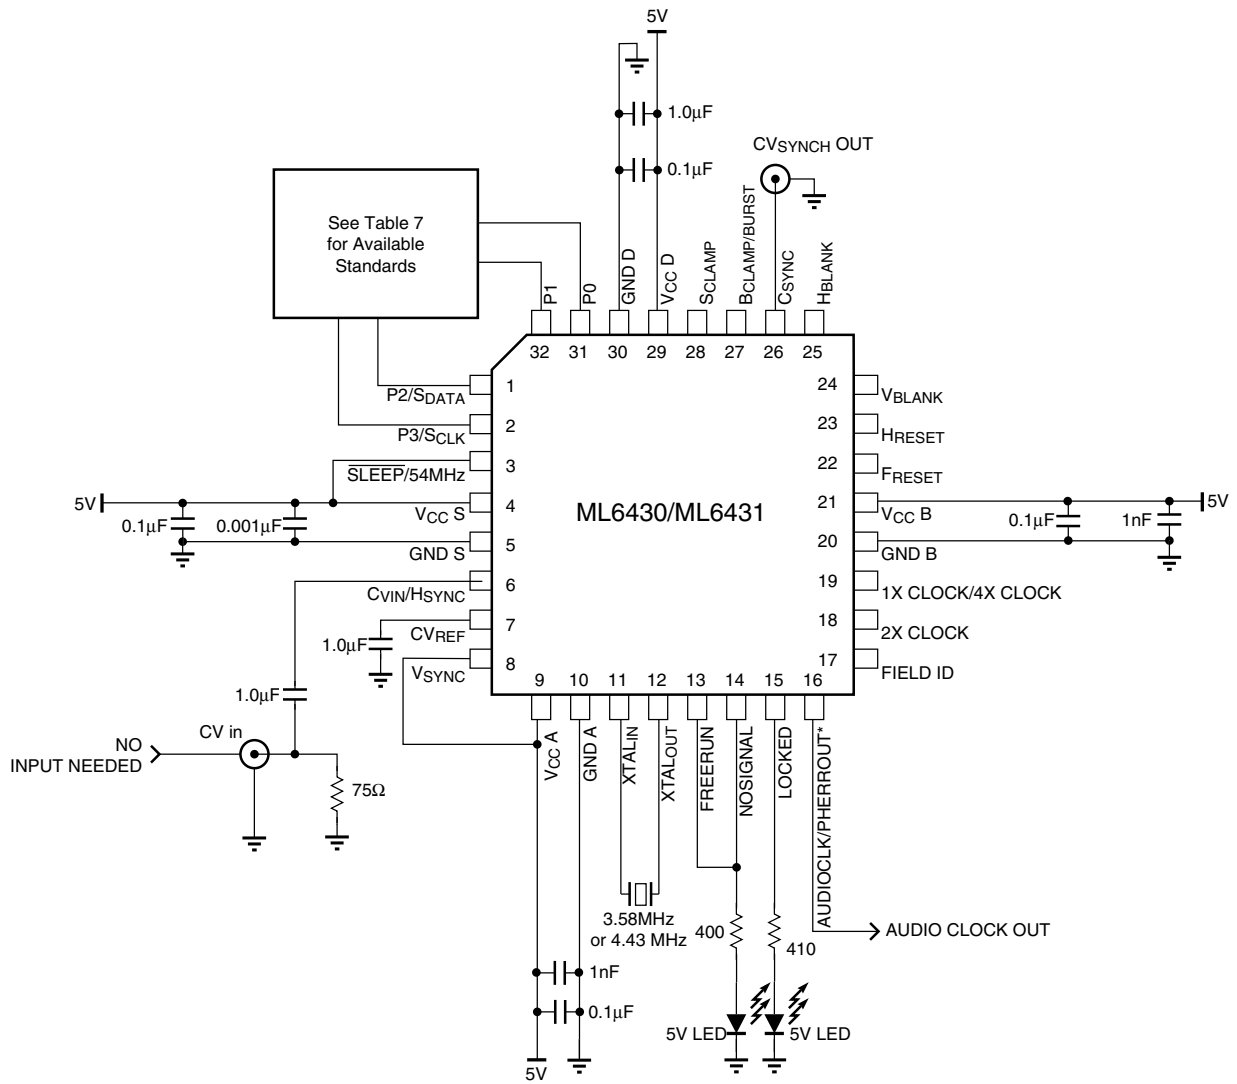 5V
1.0µF
0.1µF
CVSYNCH OUT
See Table 7
for Available
Standards
P1
P0
GND D
VCC D
SCLAMP
BCLAMP/BURST
CSYNC
HBLANK
32
31
30
29
28
27
26
25
1
P2/SDATA
2
P3/SCLK
3
SLEEP/54MHz
5V
4
VCC S
0.1µF
0.001µF
5
GND S
6
CVIN/HSYNC
7
CVREF
1.0µF
8
VSYNC
ML6430/ML6431
24
VBLANK
23
HRESET
22
FRESET
21
VCC B
5V
0.1µF
1nF
20
GND B
19
1X CLOCK/4X CLOCK
18
2X CLOCK
17
FIELD ID
9
10
11
12
13
14
15
16
VCC A
GND A
XTALIN
XTALOUT
FREERUN
NOSIGNAL
LOCKED
AUDIOCLK/PHERROUT*
1.0µF
CV in
NO
INPUT NEEDED
75Ω
3.58MHz
or 4.43 MHz
400
410
AUDIO CLOCK OUT
1nF
0.1µF
5V
5V LED
5V LED